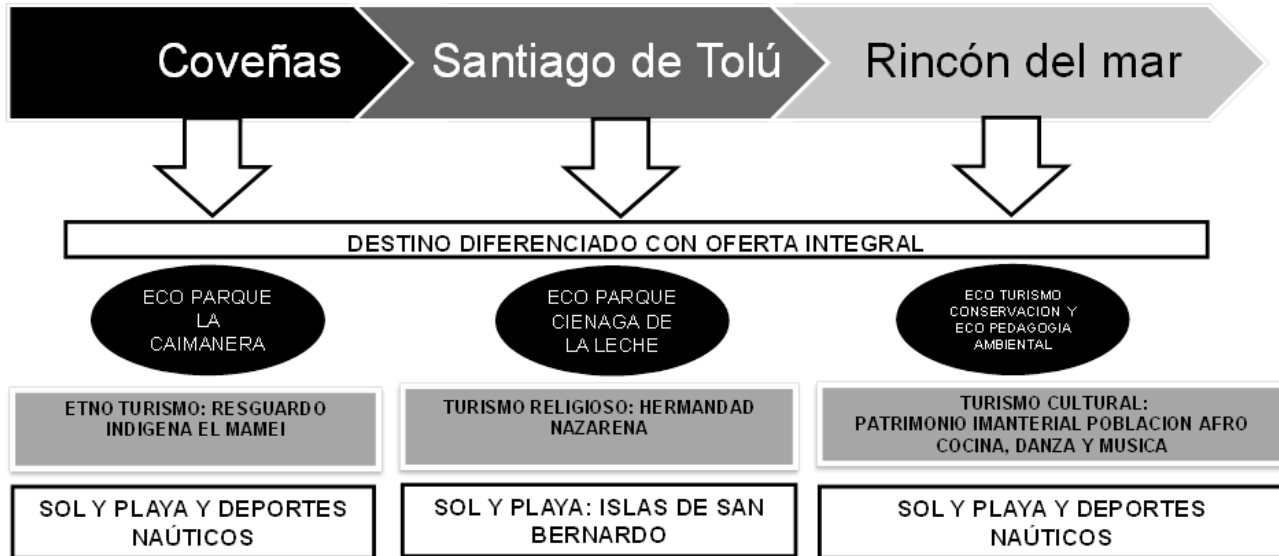 Coveñas
Santiago de Tolú
Rincón del mar
DESTINO DIFERENCIADO CON OFERTA INTEGRAL
ECO PARQUE
LA
CAIMANERA
ECO PARQUE
CIENAGA DE
LA LECHE
ECO TURISMO
CONSERVACION Y
ECO PEDAGOGIA
AMBIENTAL
ETNO TURISMO: RESGUARDO
INDIGENA EL MAMEI
TURISMO RELIGIOSO: HERMANDAD
NAZARENA
TURISMO CULTURAL:
PATRIMONIO IMANTERIAL POBLACION AFRO
COCINA, DANZA Y MUSICA
SOL Y PLAYA Y DEPORTES
NAÚTICOS
SOL Y PLAYA: ISLAS DE SAN
BERNARDO
SOL Y PLAYA Y DEPORTES
NAÚTICOS